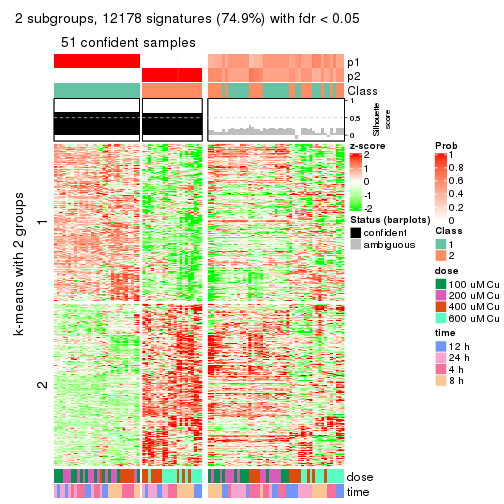 2 subgroups, 12178 signatures (74.9%) with fdr < 0.05
51 confident samples
p1
p2
Class
1
0.5
0
Silhouette
score
k-means with 2 groups
1
2
dose
time
z-score
2
1
0
-1
-2
Status (barplots)
confident
ambiguous
Prob
1
0.8
0.6
0.4
0.2
0
Class
1
2
dose
100 uM Cu
200 uM Cu
400 uM Cu
600 uM Cu
time
12 h
24 h
4 h
8 h